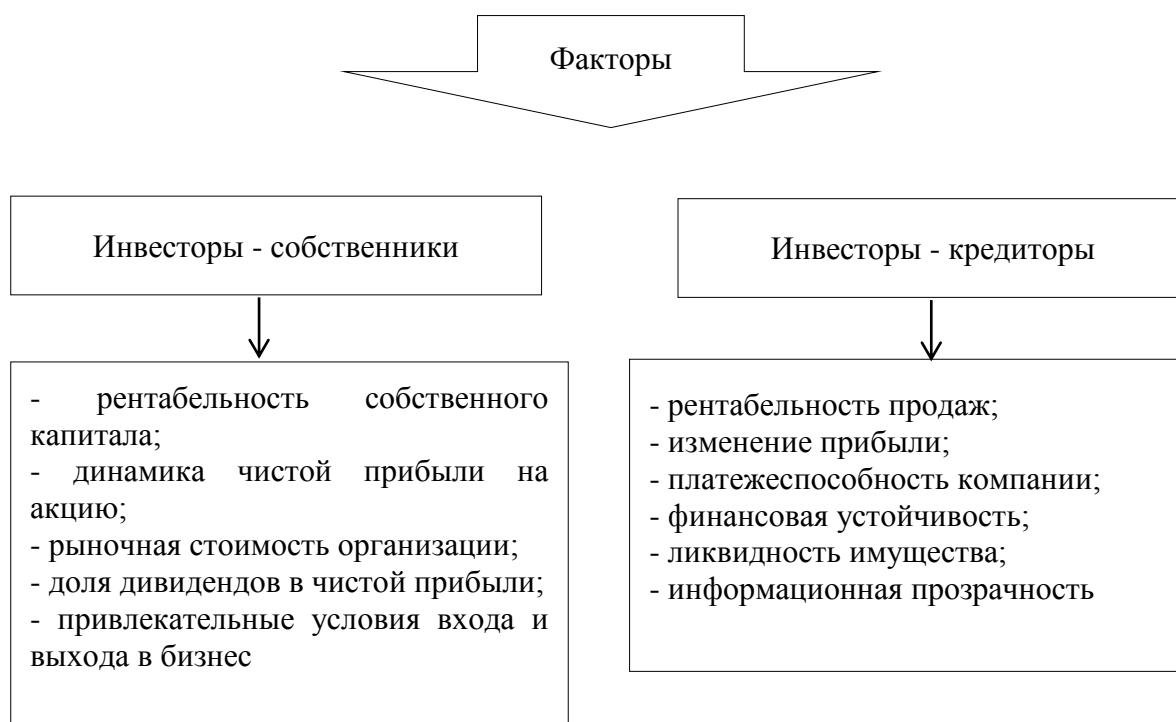 Факторы
Инвесторы - собственники
- рентабельность собственного
капитала;
- динамика чистой прибыли на
акцию;
- рыночная стоимость организации;
- доля дивидендов в чистой прибыли;
- привлекательные условия входа и
выхода в бизнес
Инвесторы - кредиторы
- рентабельность продаж;
- изменение прибыли;
- платежеспособность компании;
- финансовая устойчивость;
- ликвидность имущества;
- информационная прозрачность